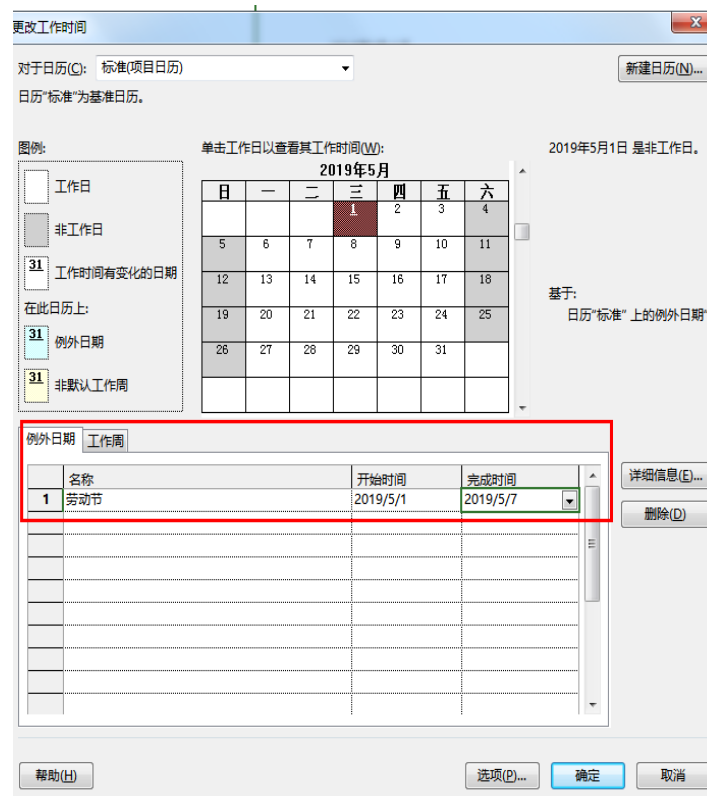 更改工作时间
对于日历(C): 标准(项目日历)
新建日历(N)...
日历"标准"为基准日历。
图例:
单击工作日以查看其工作时间(W):
2019年5月1日 是非工作日。
工作日
非工作日
31 工作时间有变化的日期
在此日历上:
31 例外日期
31 非默认工作周
2019年5月
日 一 二 三 四 五 六
1 2 3 4
5 6 7 8 9 10 11
12 13 14 15 16 17 18
19 20 21 22 23 24 25
26 27 28 29 30 31
基于:
日历"标准" 上的例外日期"
例外日期 工作周
名称 开始时间 完成时间
1 劳动节 2019/5/1 2019/5/7
详细信息(E)...
删除(D)
帮助(H) 选项(P)... 确定 取消